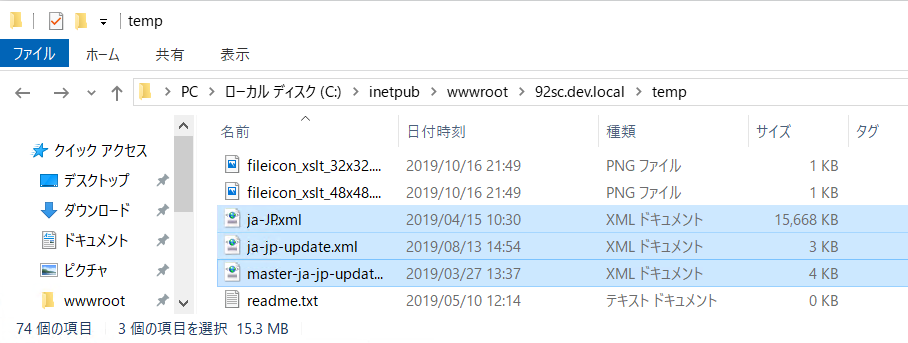 temp
ファイル ホーム 共有 表示
PC ローカル ディスク (C:) inetpub wwwroot 92sc.dev.local temp
名前 日付時刻 種類 サイズ タグ
クイック アクセス
デスクトップ
ダウンロード
ドキュメント
ピクチャ
wwwroot
fileicon_xslt_32x32.... 2019/10/16 21:49 PNG ファイル 1 KB
fileicon_xslt_48x48.... 2019/10/16 21:49 PNG ファイル 1 KB
ja-JP.xml 2019/04/15 10:30 XML ドキュメント 15,668 KB
ja-jp-update.xml 2019/08/13 14:54 XML ドキュメント 3 KB
master-ja-jp-updat... 2019/03/27 13:37 XML ドキュメント 4 KB
readme.txt 2019/05/10 12:14 テキスト ドキュメント 0 KB
74 個の項目 3 個の項目を選択 15.3 MB